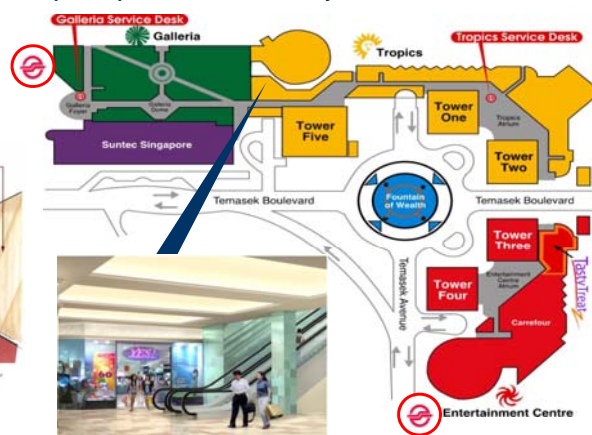 Galleria Service Desk
Galleria
Tropics
Tropics Service Desk
Galleria
Foyer
Galleria
Dome
Suntec Singapore
Tower
Five
Tower
One
Tropics
Atrium
Tower
Two
Temasek Boulevard
Fountain
of Wealth
Temasek Boulevard
Tower
Three
Tower
Four
Entertainment
Centre
Atrium
TastyTreat
Carrefour
Temasek Avenue
Entertainment Centre